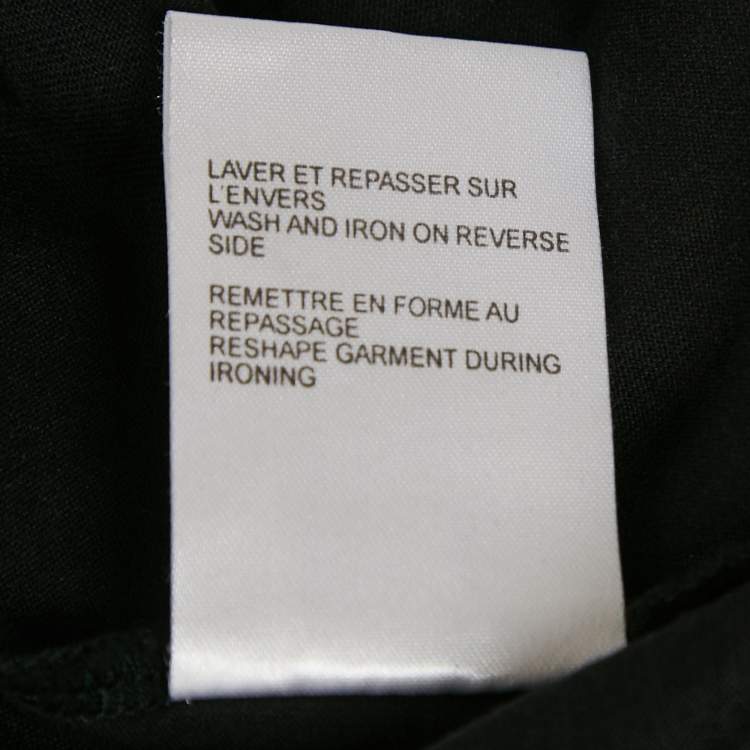 LAVER ET REPASSER SUR
L'ENVERS
WASH AND IRON ON REVERSE
SIDE
REMETTRE EN FORME AU
REPASSAGE
RESHAPE GARMENT DURING
IRONING